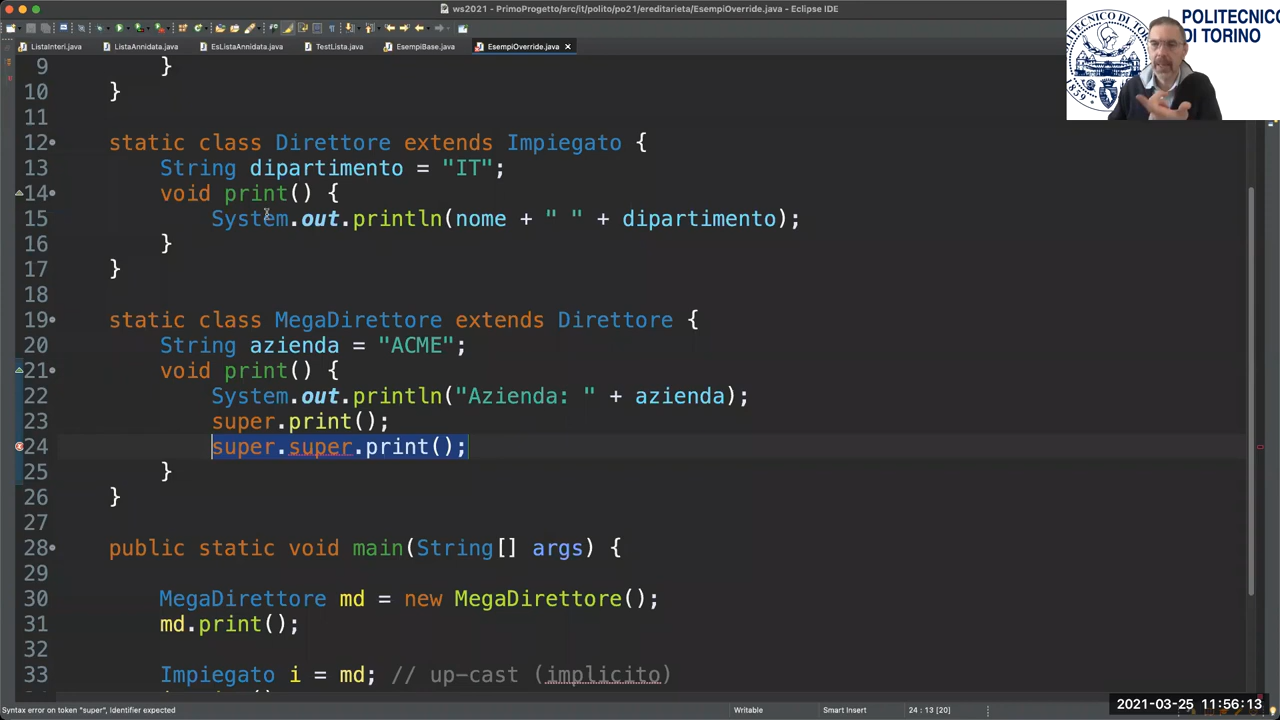 ws2021 - PrimoProgetto/src/it/polito/po21/ereditarieta/EsempiOverride.java - Eclipse IDE
ListaInteri.java ListaAnnidata.java EsListaAnnidata.java TestLista.java EsempiBase.java EsempiOverride.java
POLITECNICO
DI TORINO
9 }
10 }
11
12 static class Direttore extends Impiegato {
13 String dipartimento = "IT";
14 void print() {
15 System.out.println(nome + " " + dipartimento);
16 }
17 }
18
19 static class MegaDirettore extends Direttore {
20 String azienda = "ACME";
21 void print() {
22 System.out.println("Azienda: " + azienda);
23 super.print();
24 super.super.print();
25 }
26 }
27
28 public static void main(String[] args) {
29
30 MegaDirettore md = new MegaDirettore();
31 md.print();
32
33 Impiegato i = md; // up-cast (implicito)
Syntax error on token "super", Identifier expected Writable Smart Insert 24 : 13 [20]
2021-03-25 11:56:13